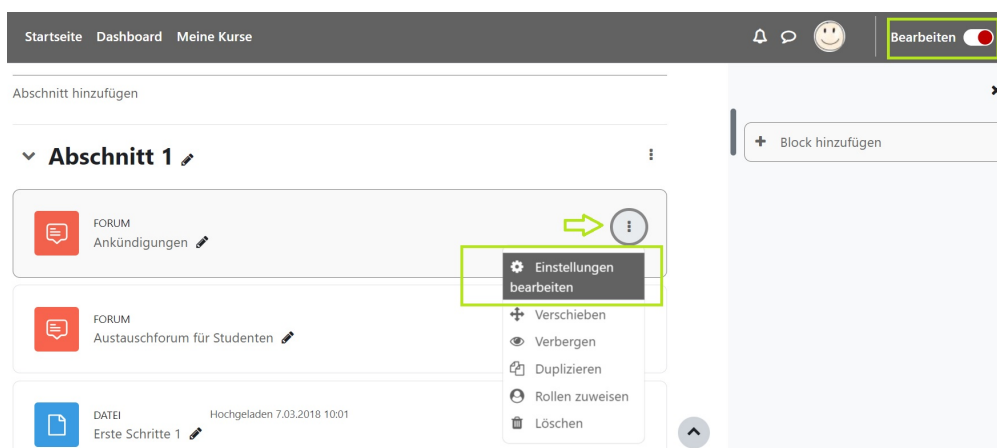 Startseite Dashboard Meine Kurse
Bearbeiten
Abschnitt hinzufügen
Block hinzufügen
Abschnitt 1
FORUM
Ankündigungen
Einstellungen
bearbeiten
Verschieben
Verbergen
Duplizieren
Rollen zuweisen
Löschen
FORUM
Austauschforum für Studenten
DATEI
Hochgeladen 7.03.2018 10:01
Erste Schritte 1